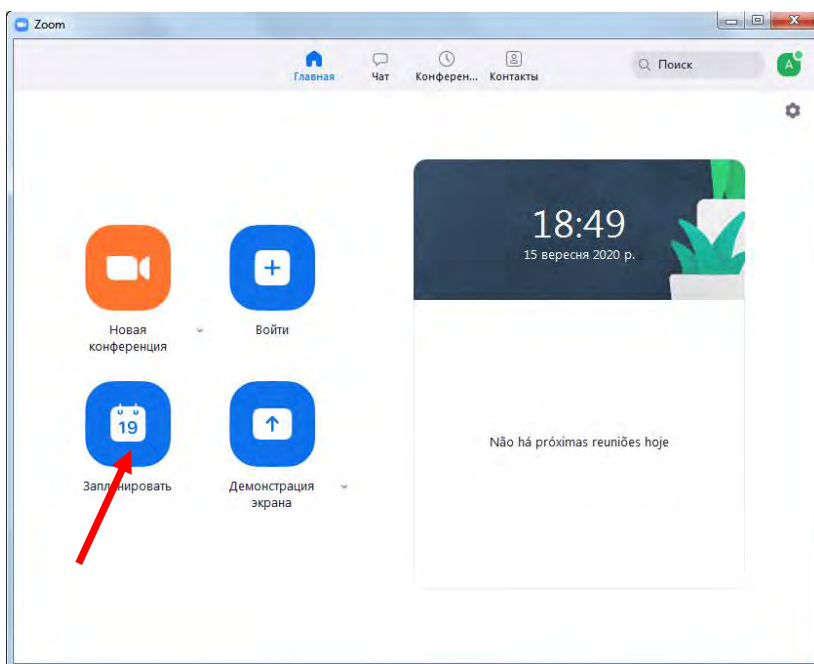 Zoom
Главная
Чат
Конферен...
Контакты
Поиск
A
18:49
15 вересня 2020 р.
Новая
конференция
Войти
19
Запланировать
Демонстрация
экрана
Não há próximas reuniões hoje